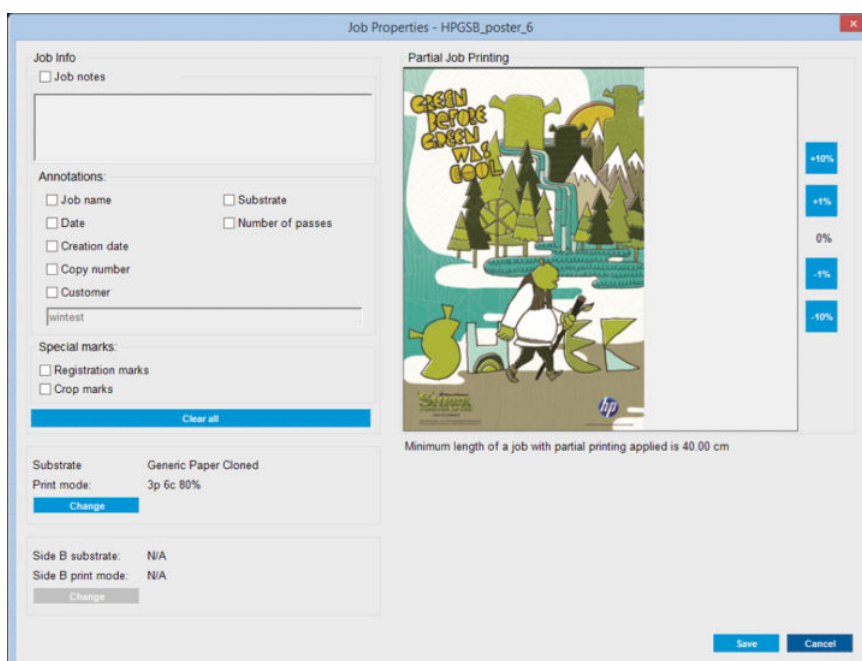 Job Properties - HPGSB_poster_6
Job Info
Job notes
Annotations:
Job name
Substrate
Date
Number of passes
Creation date
Copy number
Customer
wintest
Special marks:
Registration marks
Crop marks
Clear all
Substrate
Generic Paper Cloned
Print mode:
3p 6c 80%
Change
Side B substrate:
N/A
Side B print mode:
N/A
Change
Partial Job Printing
GREEN
BEFORE
GREEN
WAS
COOL
SHREK
SHREK
hp
+10%
+1%
0%
-1%
-10%
Minimum length of a job with partial printing applied is 40.00 cm
Save
Cancel